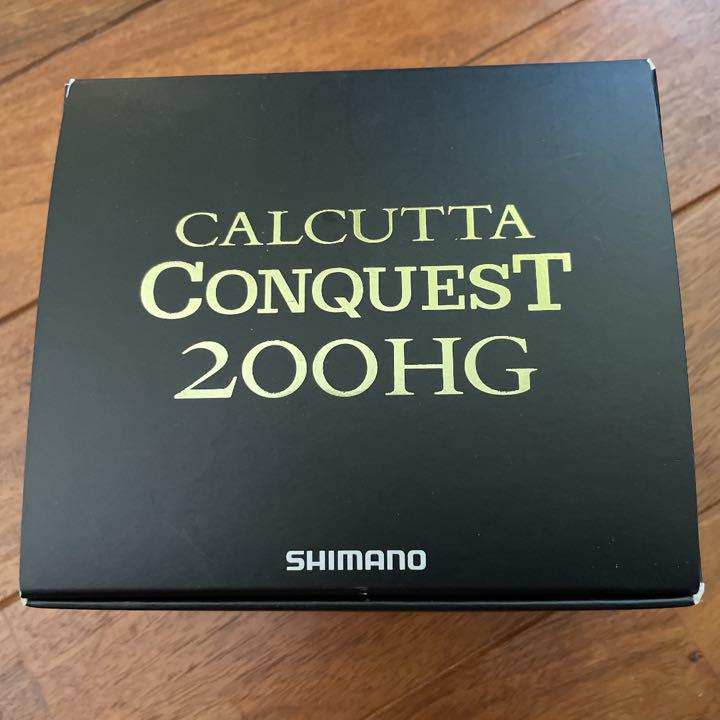 CALCUTTA
CONQUEST
200HG
SHIMANO